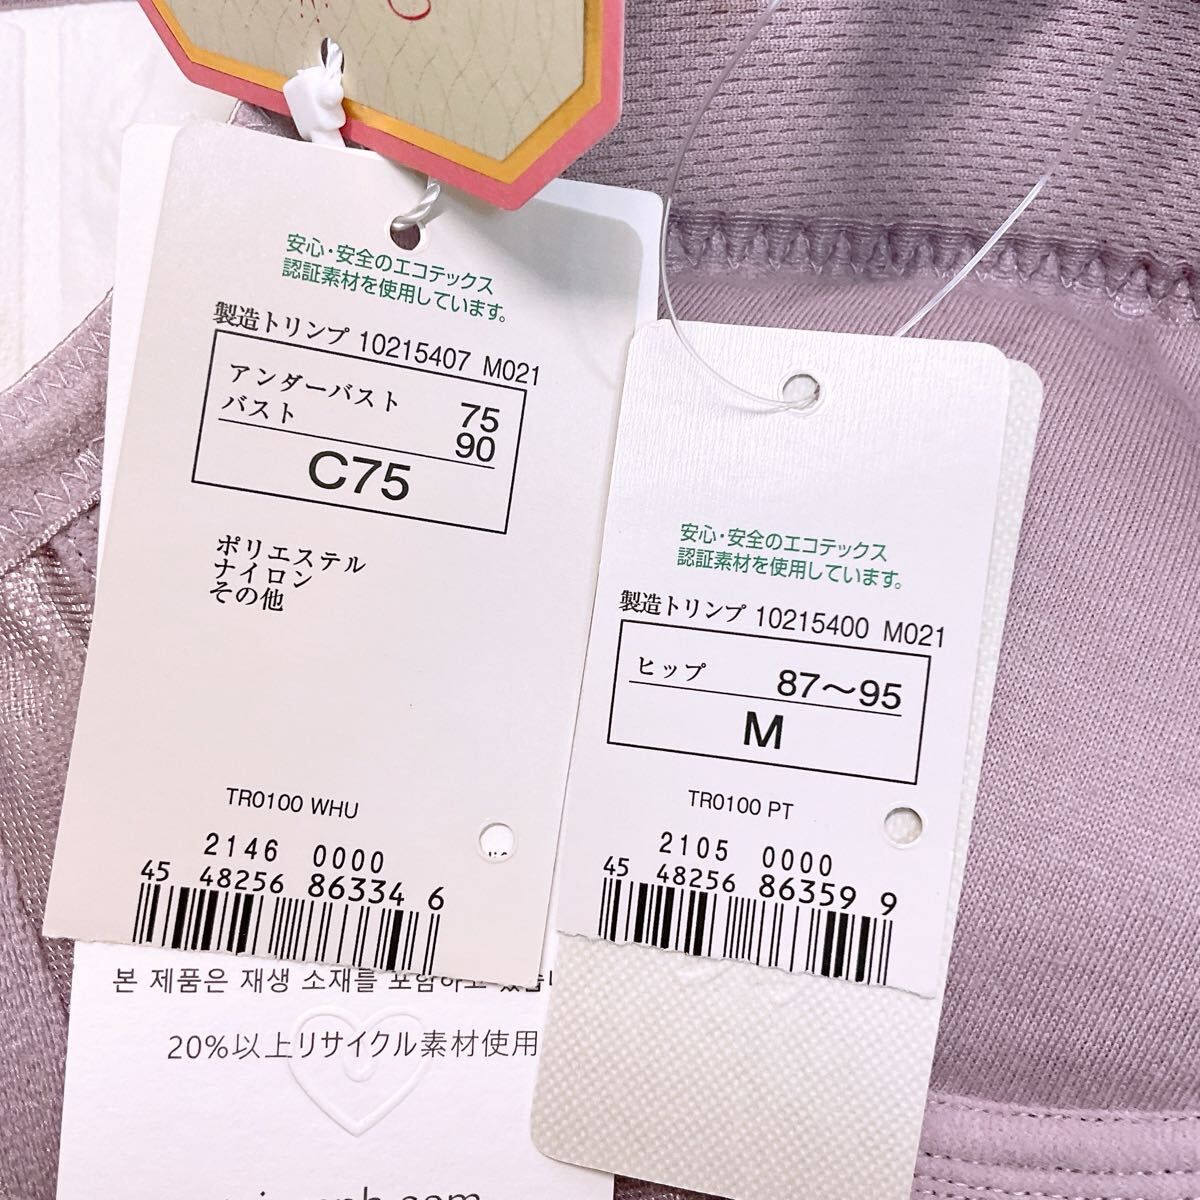 安心・安全のエコテックス
認証素材を使用しています。
製造トリンプ 10215407 M021
アンダーバスト 75
バスト 90
C75
ポリエステル
ナイロン
その他
TR0100 WHU
2146 0000
45 48256 86334 6
본 제품은 재생 소재를 포함하고
20%以上リサイクル素材使用
安心・安全のエコテックス
認証素材を使用しています。
製造トリンプ 10215400 M021
ヒップ 87〜95
M
TR0100 PT
2105 0000
45 48256 86359 9